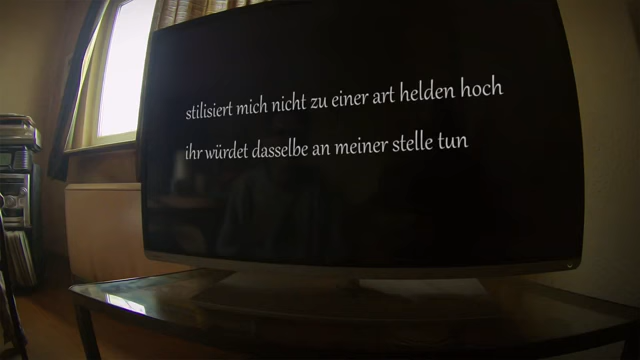 stilisiert mich nicht zu einer art helden hoch
ihr würdet dasselbe an meiner stelle tun